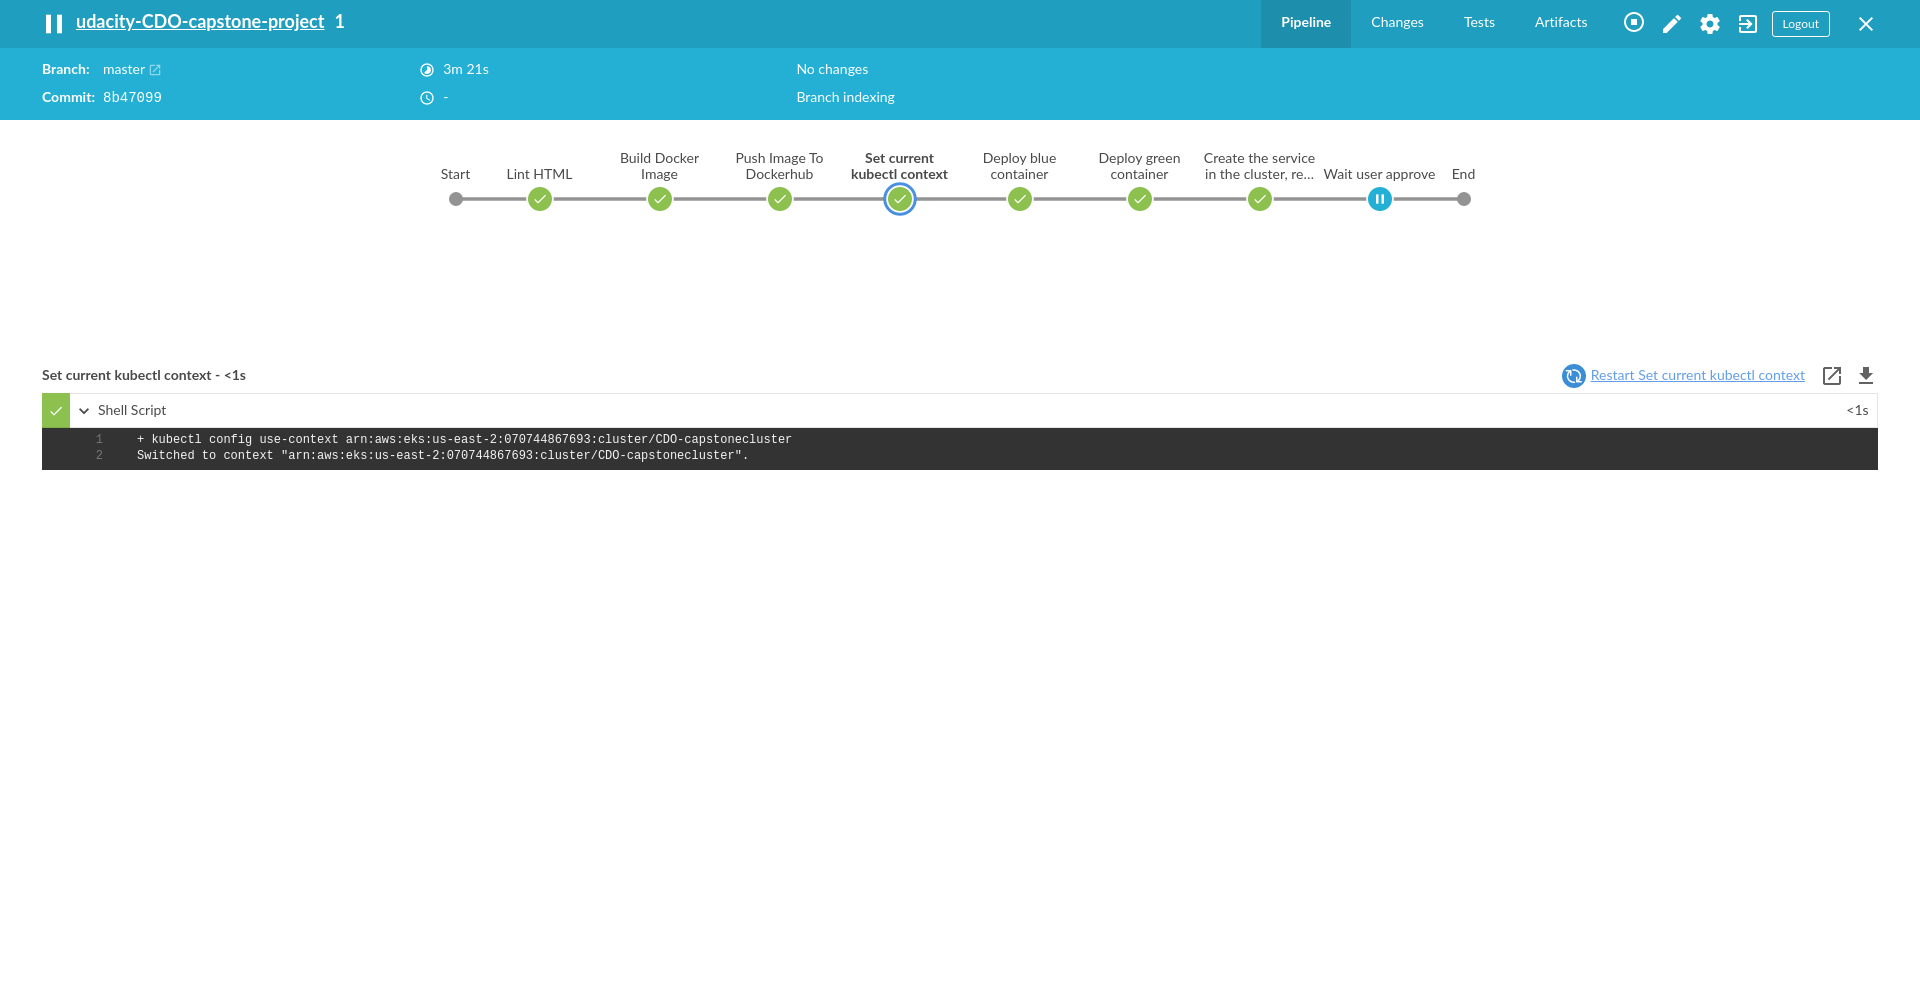 udacity-CDO-capstone-project 1
Pipeline
Changes
Tests
Artifacts
Logout
Branch: master
3m 21s
No changes
Commit: 8b47099
-
Branch indexing
Start
Lint HTML
Build Docker
Image
Push Image To
Dockerhub
Set current
kubectl context
Deploy blue
container
Deploy green
container
Create the service
in the cluster, re...
Wait user approve
End
Set current kubectl context - <1s
Restart Set current kubectl context
Shell Script
<1s
1 + kubectl config use-context arn:aws:eks:us-east-2:070744867693:cluster/CDO-capstonecluster
2 Switched to context "arn:aws:eks:us-east-2:070744867693:cluster/CDO-capstonecluster".